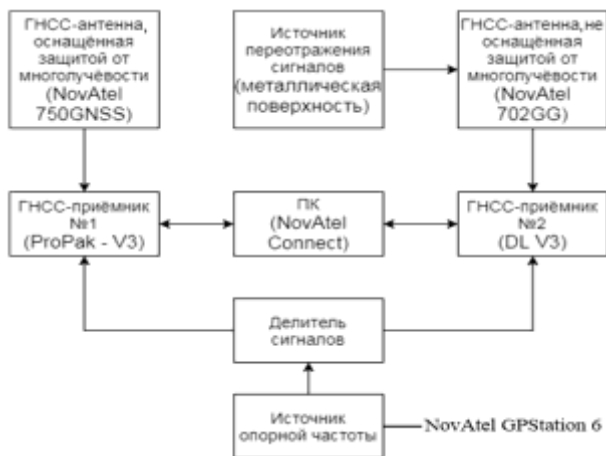 ГНСС-антенна,
оснащённая
защитой от
многолучёвости
(NovAtel
750GNSS)
Источник
переотражения
сигналов
(металлическая
поверхность)
ГНСС-антенна,не
оснащённая
защитой от
многолучёвости
(NovAtel
702GG)
ГНСС-приёмник
№1
(ProPak - V3)
ПК
(NovAtel
Connect)
ГНСС-приёмник
№2
(DL V3)
Делитель
сигналов
Источник
опорной частоты
NovAtel GPStation 6